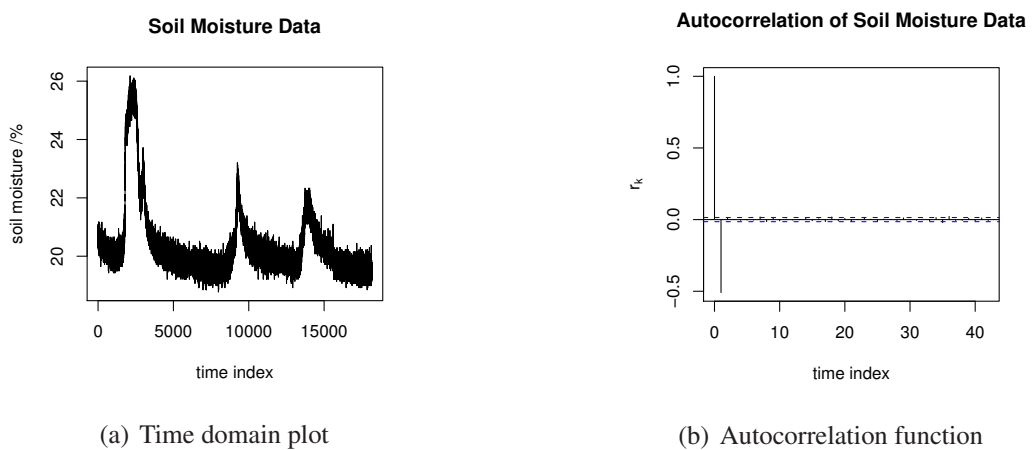 Soil Moisture Data
soil moisture /%
20 22 24 26
0 5000 10000 15000
time index
(a) Time domain plot
Autocorrelation of Soil Moisture Data
r_k
−0.5 0.0 0.5 1.0
0 10 20 30 40
time index
(b) Autocorrelation function